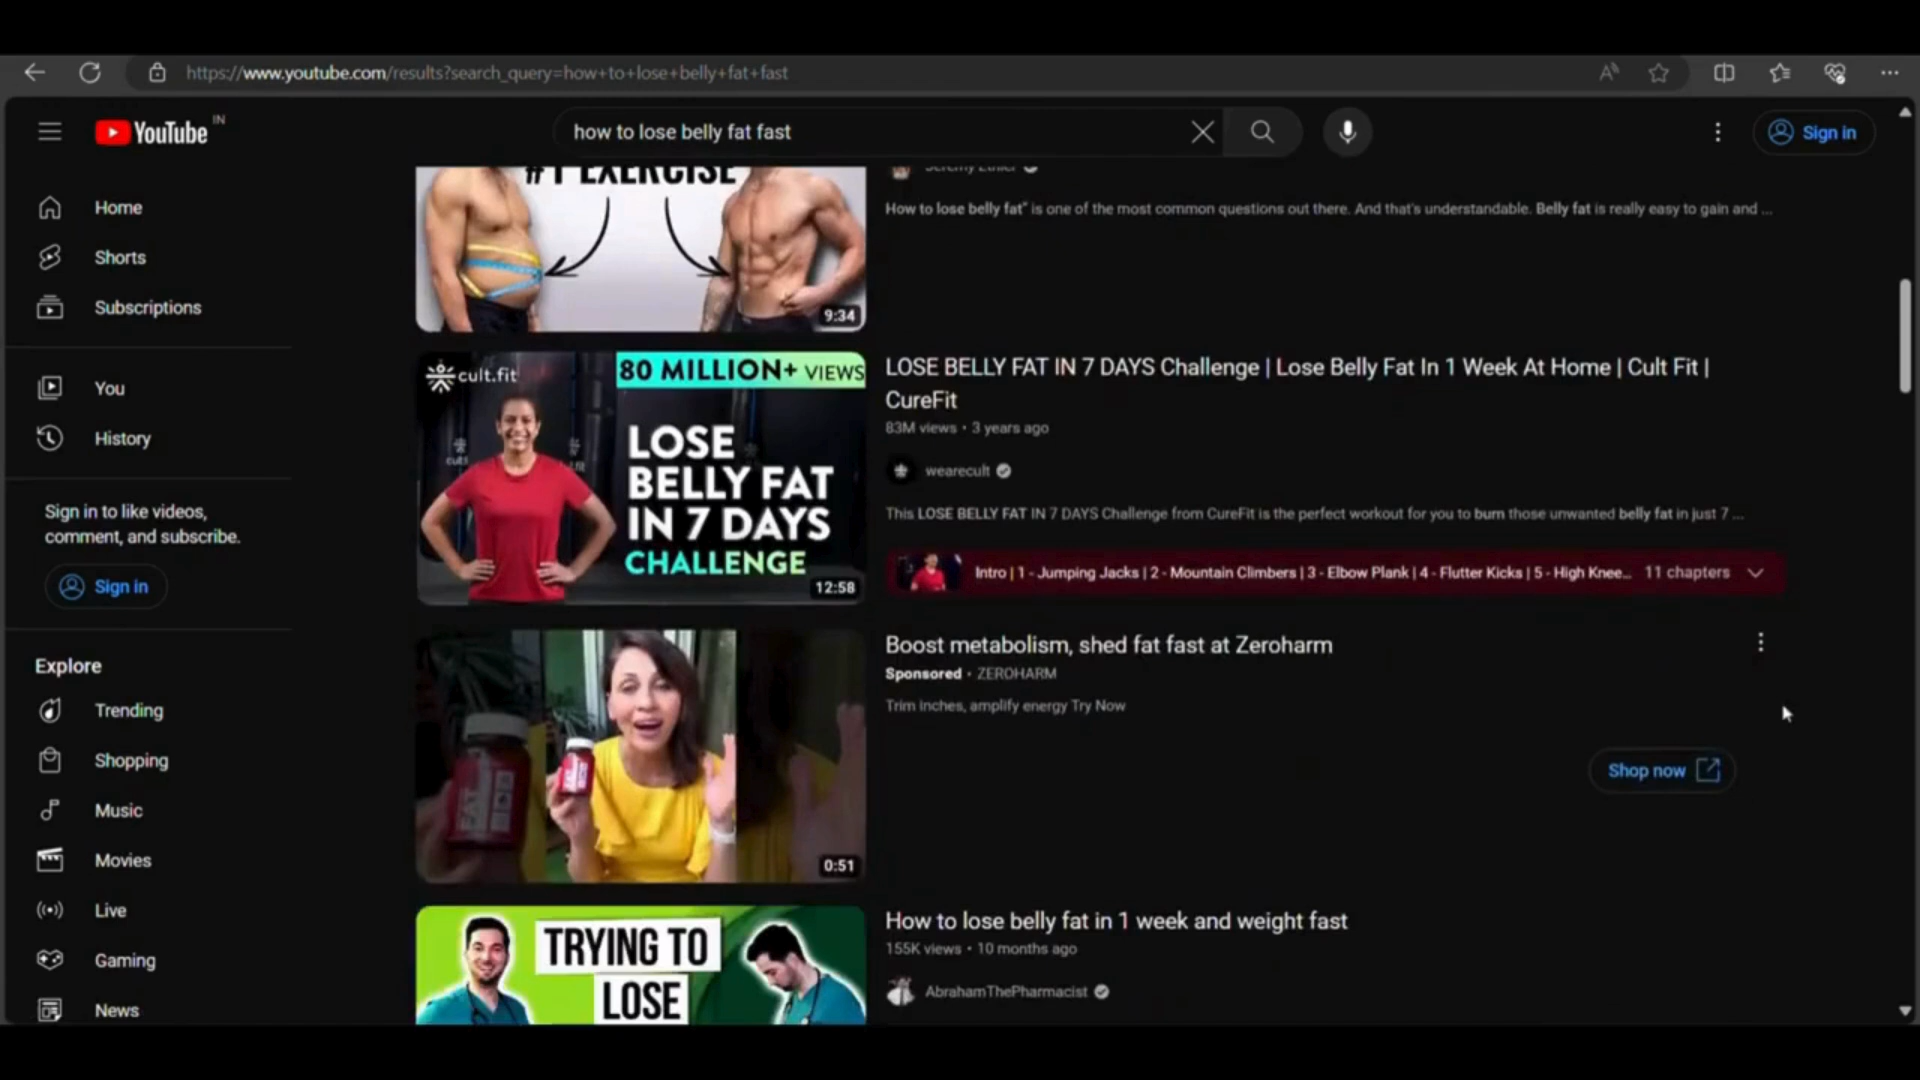 https://www.youtube.com/results?search_query=how+to+lose+belly+fat+fast
YouTube IN
how to lose belly fat fast
Sign in
Home
Shorts
Subscriptions
You
History
Sign in to like videos,
comment, and subscribe.
Sign in
Explore
Trending
Shopping
Music
Movies
Live
Gaming
News
#1 EXERCISE
9:34
Jeremy Ethier
How to lose belly fat" is one of the most common questions out there. And that's understandable. Belly fat is really easy to gain and ...
cult.fit
80 MILLION+ VIEWS
LOSE
BELLY FAT
IN 7 DAYS
CHALLENGE
12:58
LOSE BELLY FAT IN 7 DAYS Challenge | Lose Belly Fat In 1 Week At Home | Cult Fit |
CureFit
83M views • 3 years ago
wearecult
This LOSE BELLY FAT IN 7 DAYS Challenge from CureFit is the perfect workout for you to burn those unwanted belly fat in just 7 ...
Intro | 1 - Jumping Jacks | 2 - Mountain Climbers | 3 - Elbow Plank | 4 - Flutter Kicks | 5 - High Knee... 11 chapters
0:51
Boost metabolism, shed fat fast at Zeroharm
Sponsored • ZEROHARM
Trim inches, amplify energy Try Now
Shop now
TRYING TO
LOSE
How to lose belly fat in 1 week and weight fast
155K views • 10 months ago
AbrahamThePharmacist